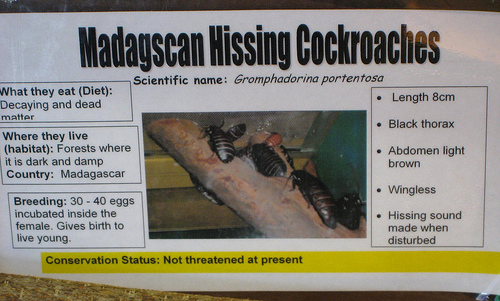 Madagscan Hissing Cockroaches
Scientific name: Gromphadorina portentosa
What they eat (Diet):
Decaying and dead
matter
Where they live
(habitat): Forests where
it is dark and damp
Country: Madagascar
Breeding: 30 - 40 eggs
incubated inside the
female. Gives birth to
live young.
• Length 8cm
• Black thorax
• Abdomen light
brown
• Wingless
• Hissing sound
made when
disturbed
Conservation Status: Not threatened at present